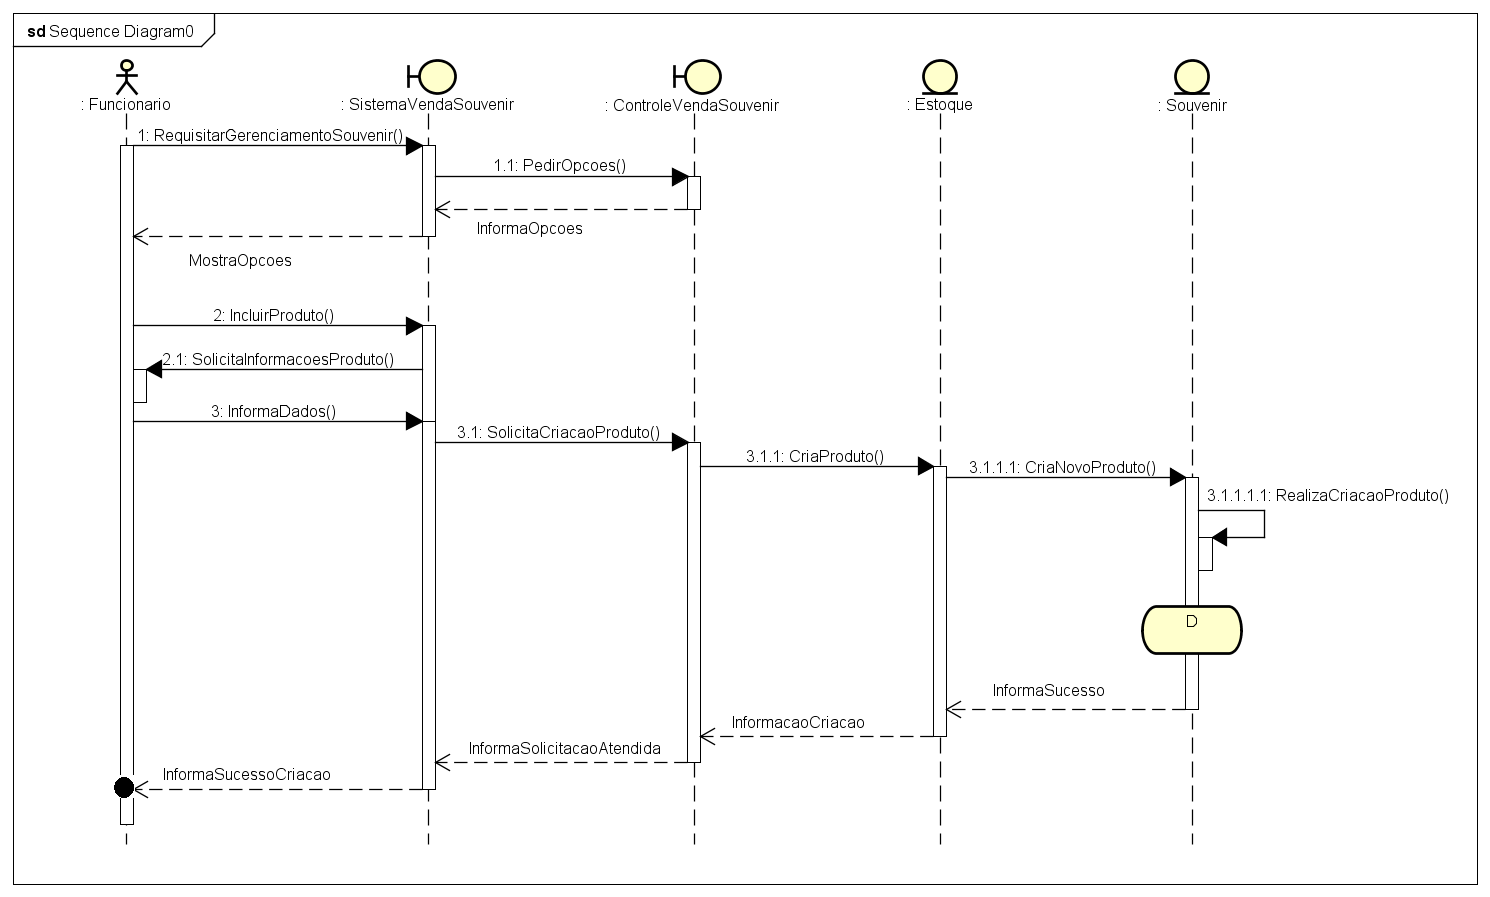 sd Sequence Diagram0
: Funcionario
: SistemaVendaSouvenir
: ControleVendaSouvenir
: Estoque
: Souvenir
1: RequisitarGerenciamentoSouvenir()
1.1: PedirOpcoes()
InformaOpcoes
MostraOpcoes
2: IncluirProduto()
2.1: SolicitaInformacoesProduto()
3: InformaDados()
3.1: SolicitaCriacaoProduto()
3.1.1: CriaProduto()
3.1.1.1: CriaNovoProduto()
3.1.1.1.1: RealizaCriacaoProduto()
D
InformaSucesso
InformacaoCriacao
InformaSolicitacaoAtendida
InformaSucessoCriacao